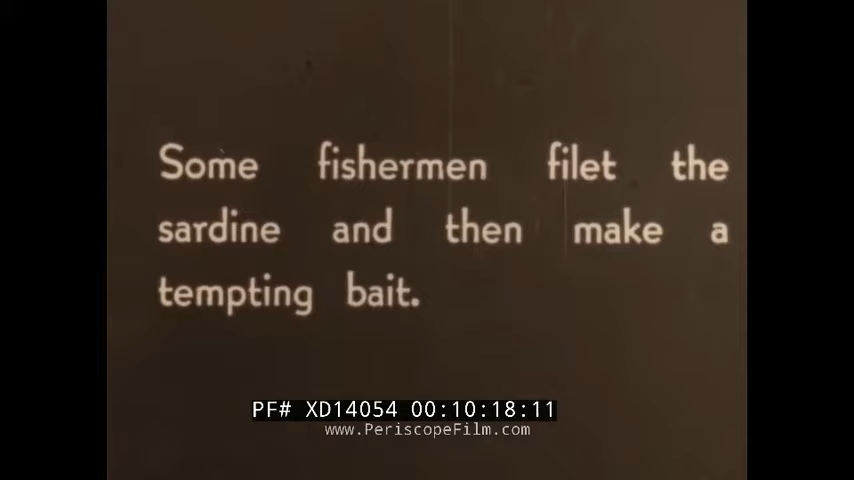 Some fishermen filet the
sardine and then make a
tempting bait.
PF# XD14054 00:10:18:11
www.PeriscopeFilm.com